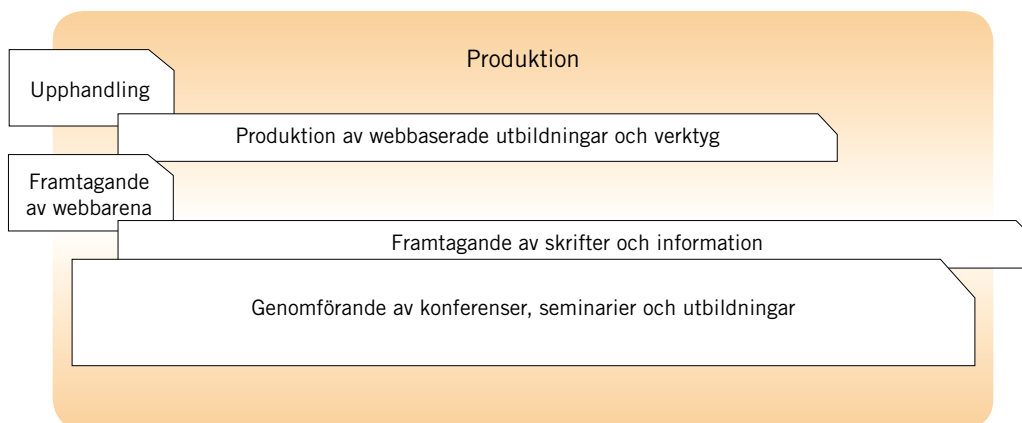 Produktion
Upphandling
Produktion av webbaserade utbildningar och verktyg
Framtagande
av webbarena
Framtagande av skrifter och information
Genomförande av konferenser, seminarier och utbildningar